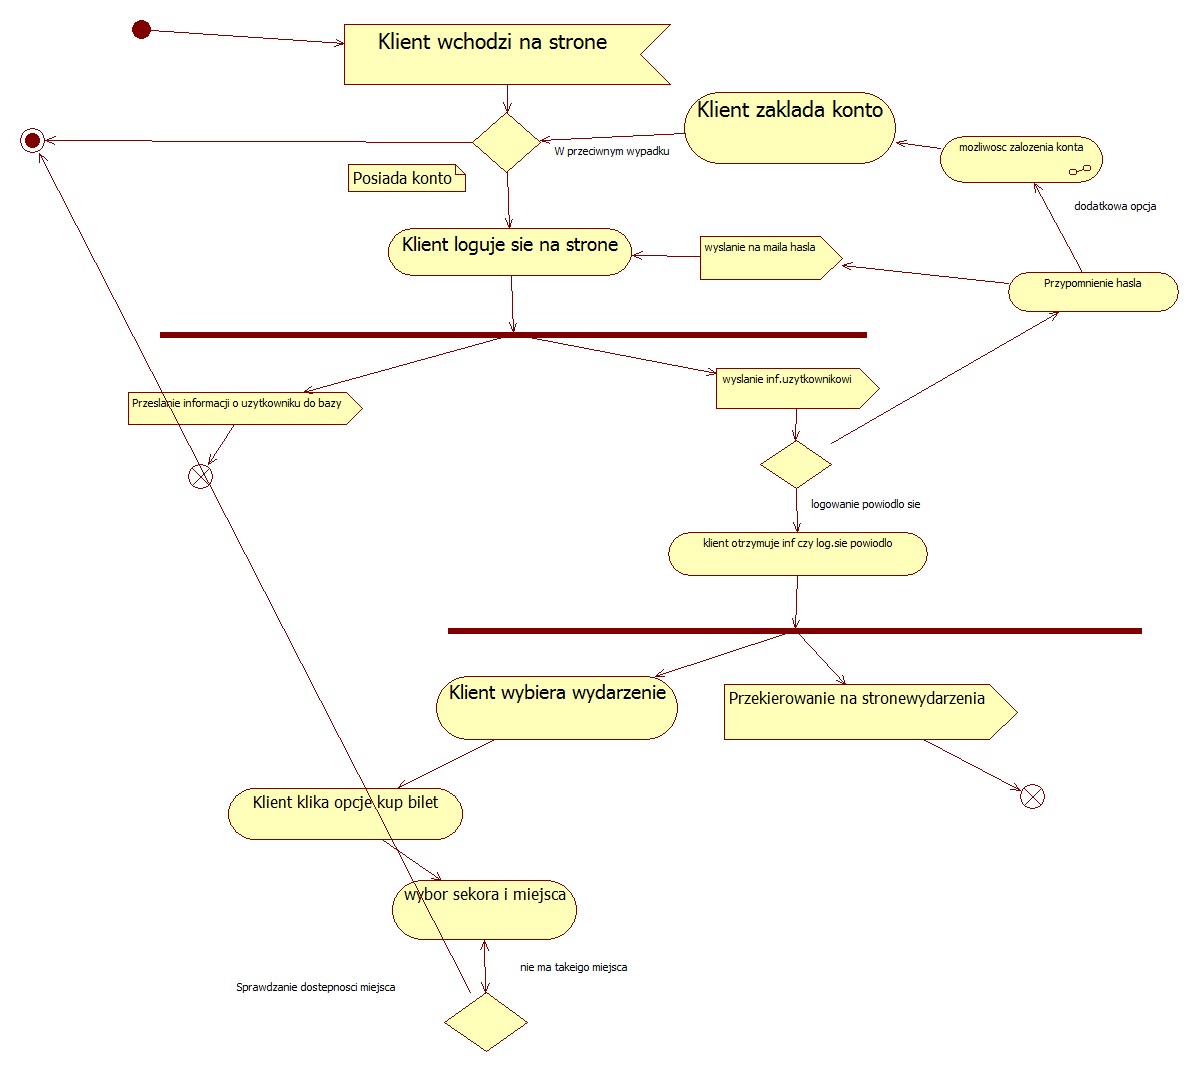 Klient wchodzi na strone
Klient zaklada konto
W przeciwnym wypadku
mozliwosc zalozenia konta
Posiada konto
dodatkowa opcja
Klient loguje sie na strone
wyslanie na maila hasla
Przypomnienie hasla
wyslanie inf.uzytkownikowi
Przeslanie informacji o uzytkowniku do bazy
logowanie powiodlo sie
klient otrzymuje inf czy log.sie powiodlo
Klient wybiera wydarzenie
Przekierowanie na stronewydarzenia
Klient klika opcje kup bilet
wybor sekora i miejsca
nie ma takeigo miejsca
Sprawdzanie dostepnosci miejsca